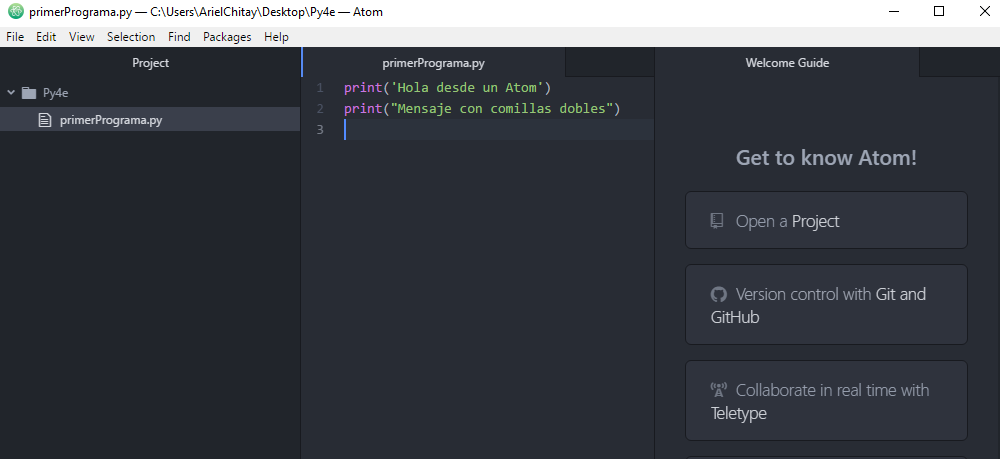 primerPrograma.py — C:\Users\ArielChitay\Desktop\Py4e — Atom
File Edit View Selection Find Packages Help
Project
Py4e
primerPrograma.py
primerPrograma.py
1 print('Hola desde un Atom')
2 print("Mensaje con comillas dobles")
3
Welcome Guide
Get to know Atom!
Open a Project
Version control with Git and
GitHub
Collaborate in real time with
Teletype